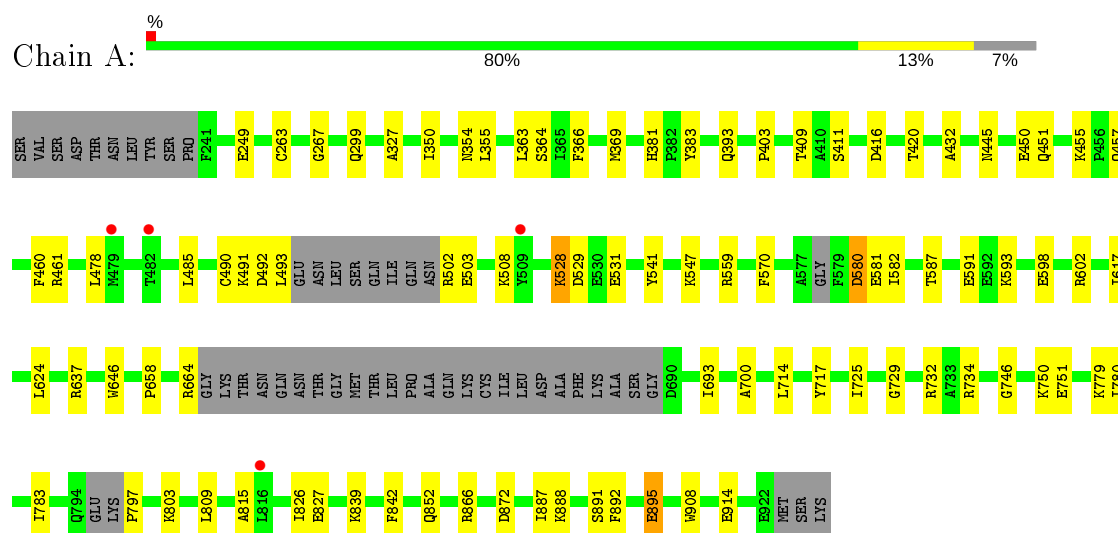 %
Chain A:
80% 13% 7%
SER VAL SER ASP THR ASN LEU TYR SER PRO F241 E249 C263 G267 Q299 A327 I350 N354 L355 L363 S364 I365 F366 M369 H381 P382 Y383 Q393 P403 T409 A410 S411 D416 T420 A432 N445 E450 Q451 K455 P456 Q457
F460 R461 L478 M479 T482 L485 C490 K491 D492 L493 GLU ASN LEU SER GLN ILE GLN ASN R502 E503 K508 Y509 K528 D529 E530 E531 Y541 K547 R559 F570 A577 GLY F579 D580 E581 I582 T587 E591 E592 K593 E598 R602 I617
L624 R637 W646 P658 R664 GLY LYS THR ASN GLN ASN THR GLY MET THR LEU PRO ALA GLN LYS CYS ILE LEU ASP ALA PHE LYS ALA SER GLY D690 I693 A700 L714 Y717 I725 G729 R732 A733 R734 G746 K750 E751 K779 I780
I783 Q794 GLU LYS P797 K803 L809 A815 L816 I826 E827 K839 F842 Q852 R866 D872 I887 K888 S891 F892 E895 W908 E914 E922 MET SER LYS